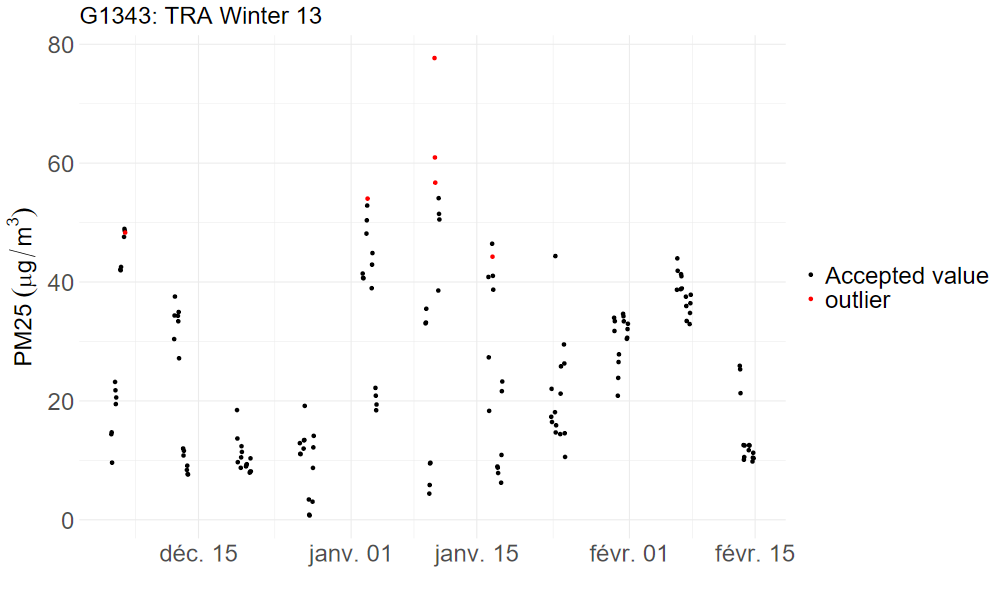 G1343: TRA Winter 13
80
60
40
20
0
PM25 (μg/m³)
déc. 15
janv. 01
janv. 15
févr. 01
févr. 15
Accepted value
outlier